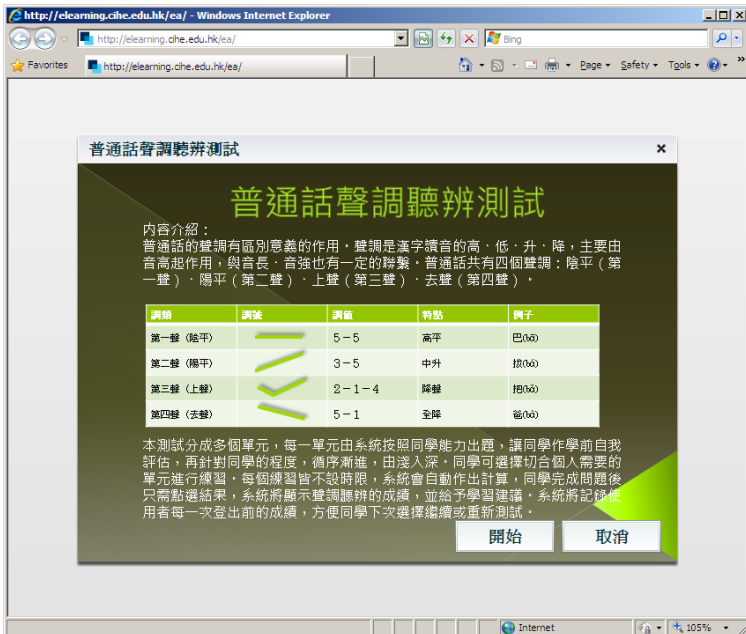 http://elearning.cihe.edu.hk/ea/ - Windows Internet Explorer
http://elearning.cihe.edu.hk/ea/
Bing
Favorites
http://elearning.cihe.edu.hk/ea/
Page
Safety
Tools
普通話聲調聽辨測試
普通話聲調聽辨測試
內容介紹：
普通話的聲調有區別意義的作用。聲調是漢字讀音的高、低、升、降，主要由
音高起作用，與音長、音強也有一定的聯繫。普通話共有四個聲調：陰平（第
一聲）、陽平（第二聲）、上聲（第三聲）、去聲（第四聲）。
調類 調號 調值 特點 例子
第一聲（陰平） 5－5 高平 巴(bā)
第二聲（陽平） 3－5 中升 拔(bá)
第三聲（上聲） 2－1－4 降聲 把(bǎ)
第四聲（去聲） 5－1 全降 爸(bà)
本測試分成多個單元，每一單元由系統按照同學能力出題，讓同學作學前自我
評估，再針對同學的程度，循序漸進，由淺入深。同學可選擇切合個人需要的
單元進行練習。每個練習皆不設時限，系統會自動作出計算，同學完成問題後
只需點選結果，系統將顯示聲調聽辨的成績，並給予學習建議。系統將記錄使
用者每一次登出前的成績，方便同學下次選擇繼續或重新測試。
開始
取消
Internet
105%